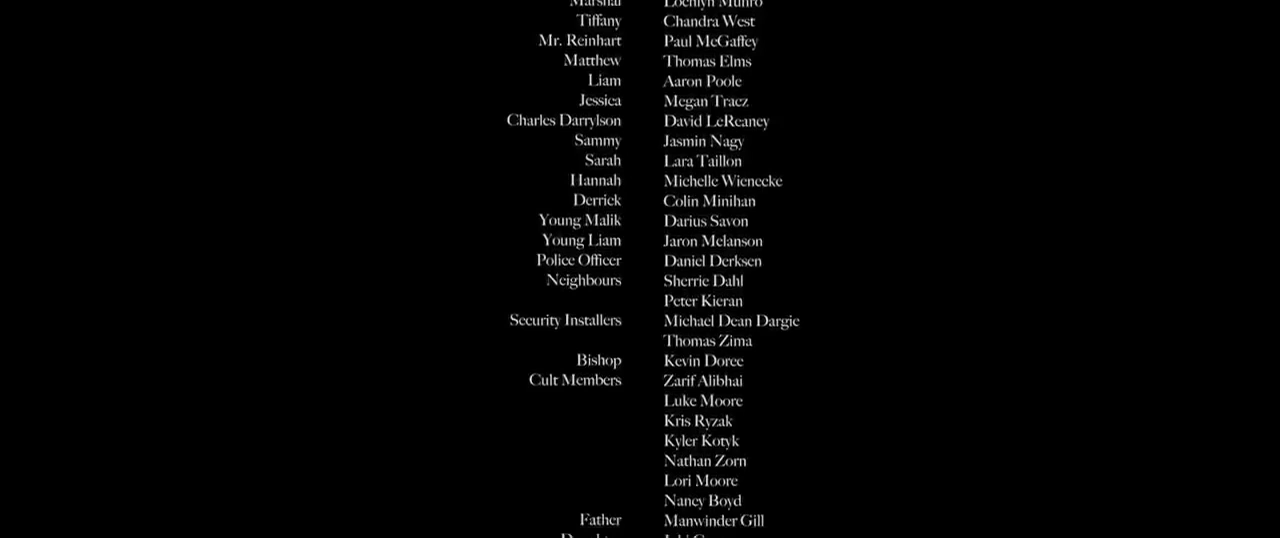 Marshal Lochlyn Munro
Tiffany Chandra West
Mr. Reinhart Paul McGaffey
Matthew Thomas Elms
Liam Aaron Poole
Jessica Megan Tracz
Charles Darrylson David LeReaney
Sammy Jasmin Nagy
Sarah Lara Taillon
Hannah Michelle Wienecke
Derrick Colin Minihan
Young Malik Darius Savon
Young Liam Jaron Melanson
Police Officer Daniel Derksen
Neighbours Sherrie Dahl
Peter Kieran
Security Installers Michael Dean Dargie
Thomas Zima
Bishop Kevin Doree
Cult Members Zarif Alibhai
Luke Moore
Kris Ryzak
Kyler Kotyk
Nathan Zorn
Lori Moore
Nancy Boyd
Father Manwinder Gill